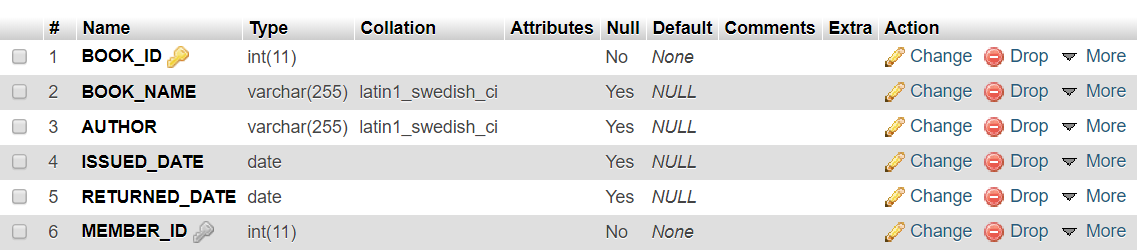 # Name Type Collation Attributes Null Default Comments Extra Action
1 BOOK_ID int(11) No None Change Drop More
2 BOOK_NAME varchar(255) latin1_swedish_ci Yes NULL Change Drop More
3 AUTHOR varchar(255) latin1_swedish_ci Yes NULL Change Drop More
4 ISSUED_DATE date Yes NULL Change Drop More
5 RETURNED_DATE date Yes NULL Change Drop More
6 MEMBER_ID int(11) No None Change Drop More